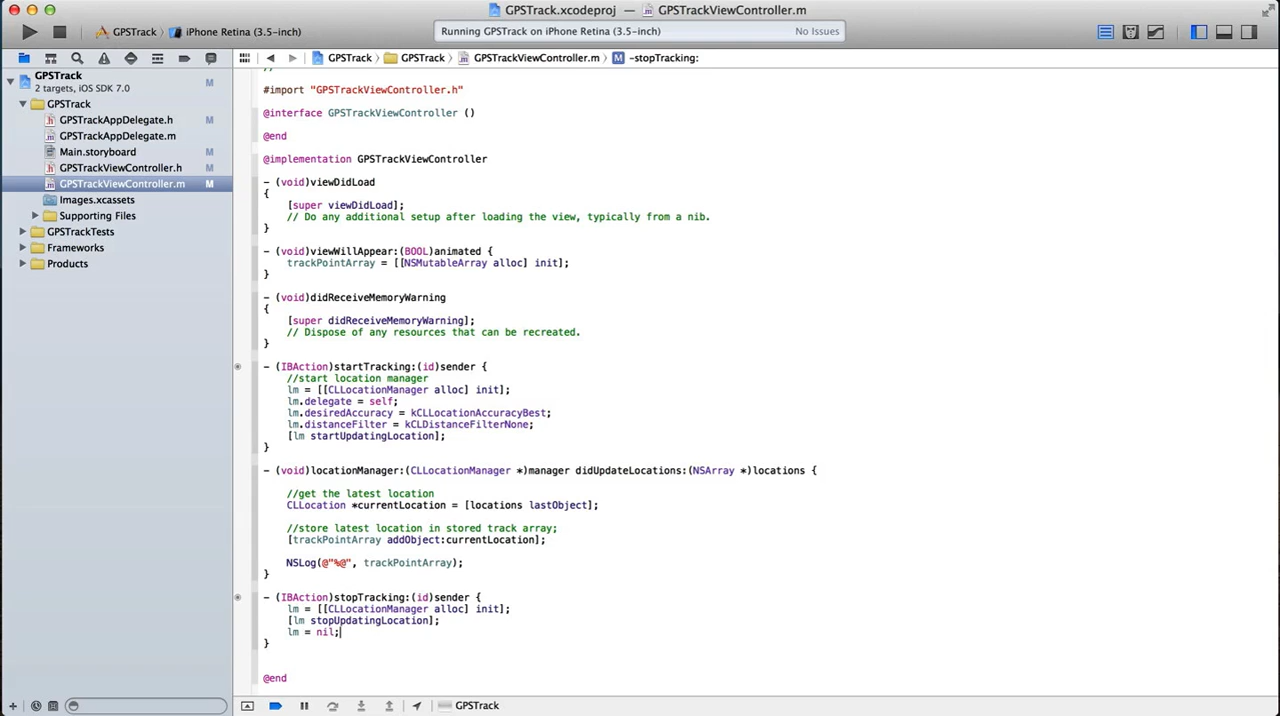 GPSTrack.xcodeproj — GPSTrackViewController.m
GPSTrack iPhone Retina (3.5-inch)
Running GPSTrack on iPhone Retina (3.5-inch) No Issues
GPSTrack GPSTrack GPSTrackViewController.m M -stopTracking:
GPSTrack M
2 targets, iOS SDK 7.0
GPSTrack
h GPSTrackAppDelegate.h M
m GPSTrackAppDelegate.m
Main.storyboard
h GPSTrackViewController.h M
m GPSTrackViewController.m M
Images.xcassets
Supporting Files
GPSTrackTests
Frameworks
Products
//
#import "GPSTrackViewController.h"
@interface GPSTrackViewController ()
@end
@implementation GPSTrackViewController
- (void)viewDidLoad
{
[super viewDidLoad];
// Do any additional setup after loading the view, typically from a nib.
}
- (void)viewWillAppear:(BOOL)animated {
trackPointArray = [[NSMutableArray alloc] init];
}
- (void)didReceiveMemoryWarning
{
[super didReceiveMemoryWarning];
// Dispose of any resources that can be recreated.
}
- (IBAction)startTracking:(id)sender {
//start location manager
lm = [[CLLocationManager alloc] init];
lm.delegate = self;
lm.desiredAccuracy = kCLLocationAccuracyBest;
lm.distanceFilter = kCLDistanceFilterNone;
[lm startUpdatingLocation];
}
- (void)locationManager:(CLLocationManager *)manager didUpdateLocations:(NSArray *)locations {
//get the latest location
CLLocation *currentLocation = [locations lastObject];
//store latest location in stored track array;
[trackPointArray addObject:currentLocation];
NSLog(@"%@", trackPointArray);
}
- (IBAction)stopTracking:(id)sender {
lm = [[CLLocationManager alloc] init];
[lm stopUpdatingLocation];
lm = nil;
}
@end
GPSTrack